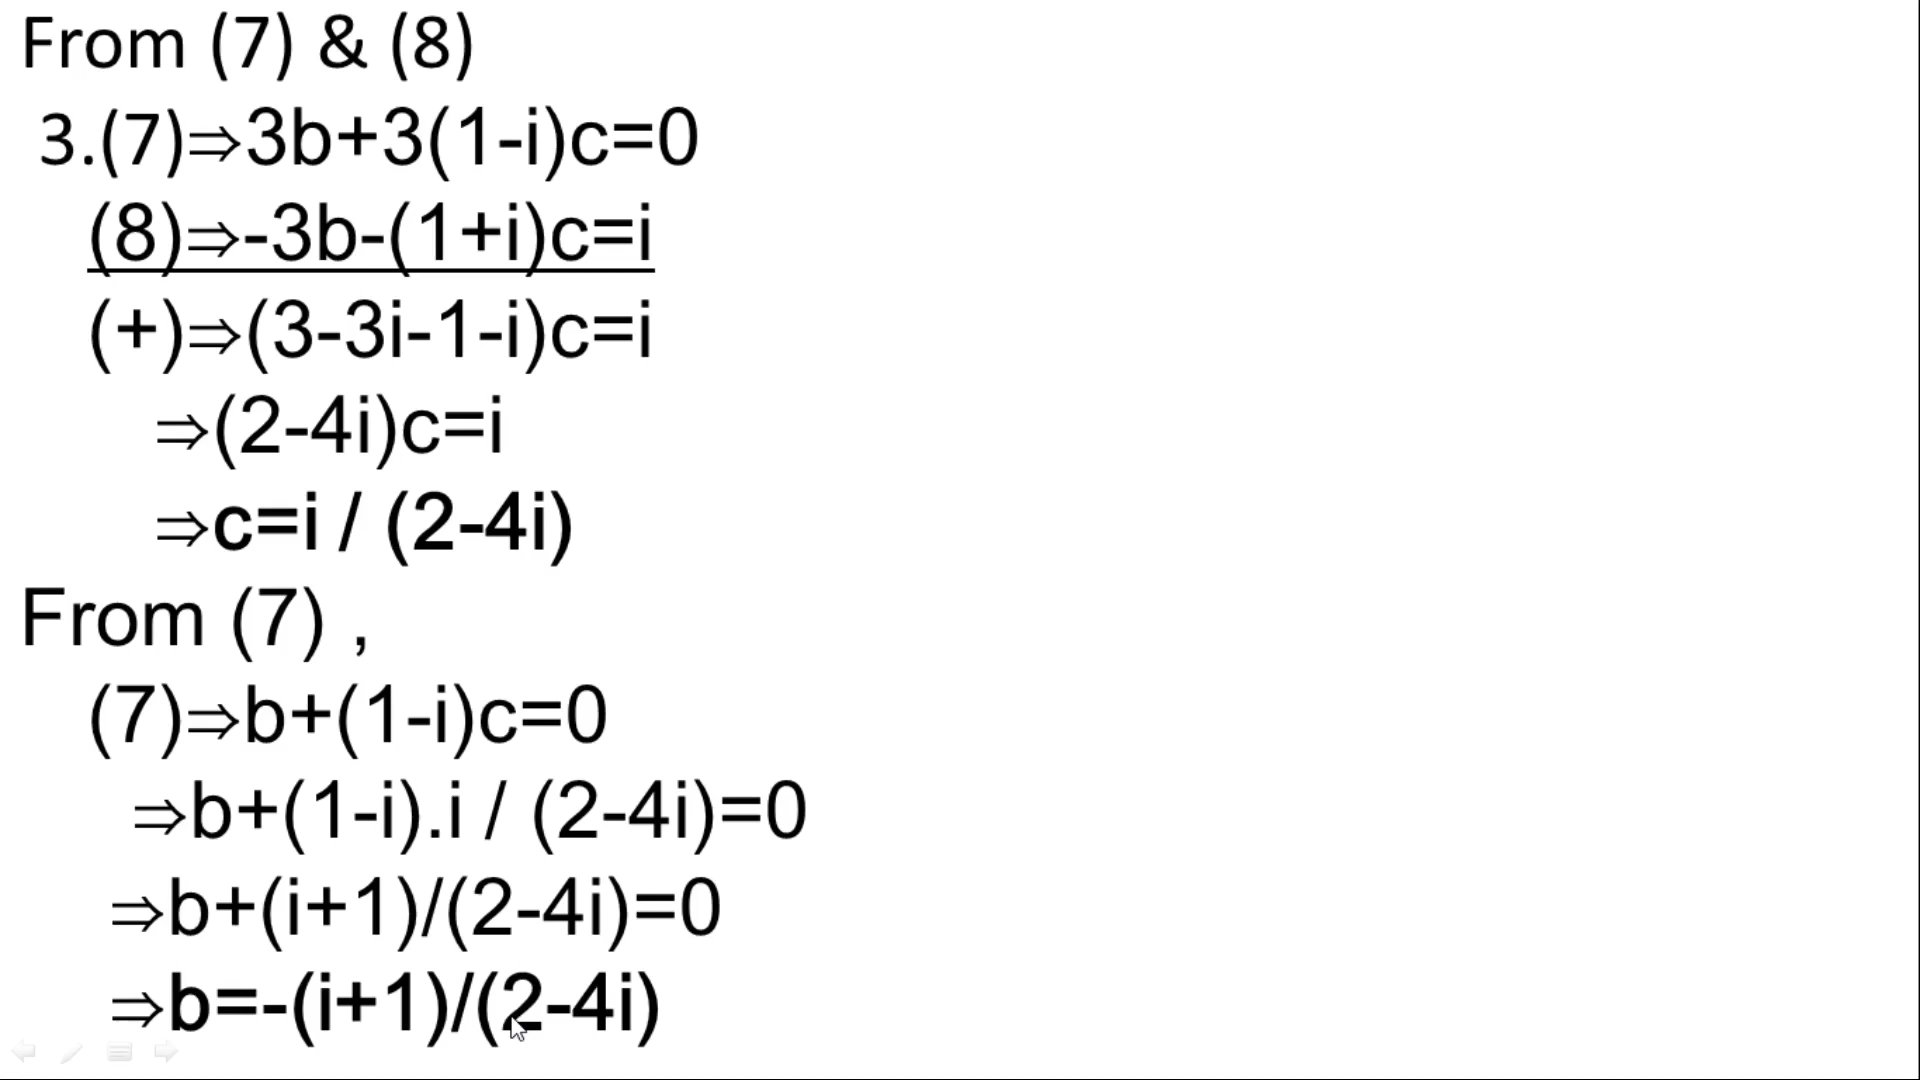 From (7) & (8)
3.(7)⇒3b+3(1-i)c=0
(8)⇒-3b-(1+i)c=i
(+)⇒(3-3i-1-i)c=i
⇒(2-4i)c=i
⇒c=i / (2-4i)
From (7) ,
(7)⇒b+(1-i)c=0
⇒b+(1-i).i / (2-4i)=0
⇒b+(i+1)/(2-4i)=0
⇒b=-(i+1)/(2-4i)